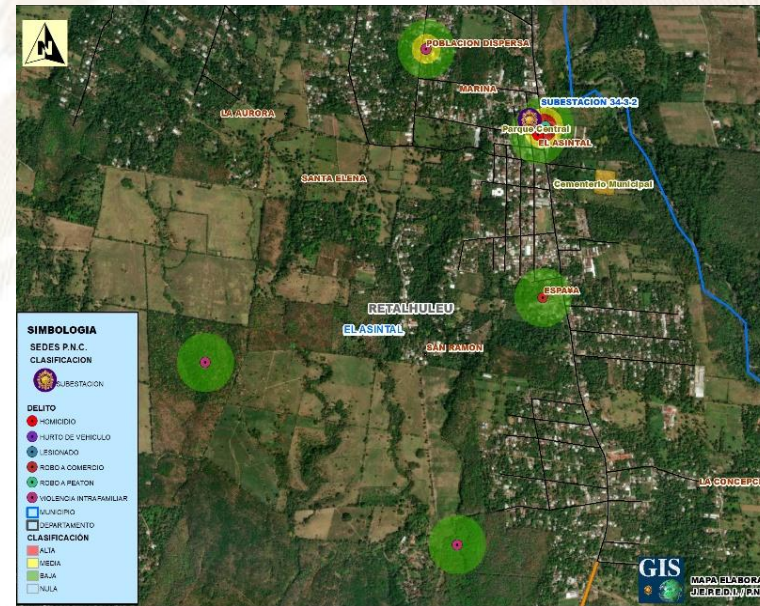 N
POBLACION DISPERSA
MARINA
SUBESTACION 34-3-2
LA AURORA
Parque Central
EL ASINTAL
SANTA ELENA
Cementerio Municipal
ESPAÑA
RETALHULEU
EL ASINTAL
SAN RAMON
LA CONCEPC
SIMBOLOGIA
SEDES P.N.C.
CLASIFICACION
SUBESTACION
DELITO
HOMICIDIO
HURTO DE VEHICULO
LESIONADO
ROBO A COMERCIO
ROBO A PEATON
VIOLENCIA INTRAFAMILIAR
MUNICIPIO
DEPARTAMENTO
CLASIFICACIÓN
ALTA
MEDIA
BAJA
NULA
GIS
MAPA ELABORA
J.E.R.E.D.I. / P.N